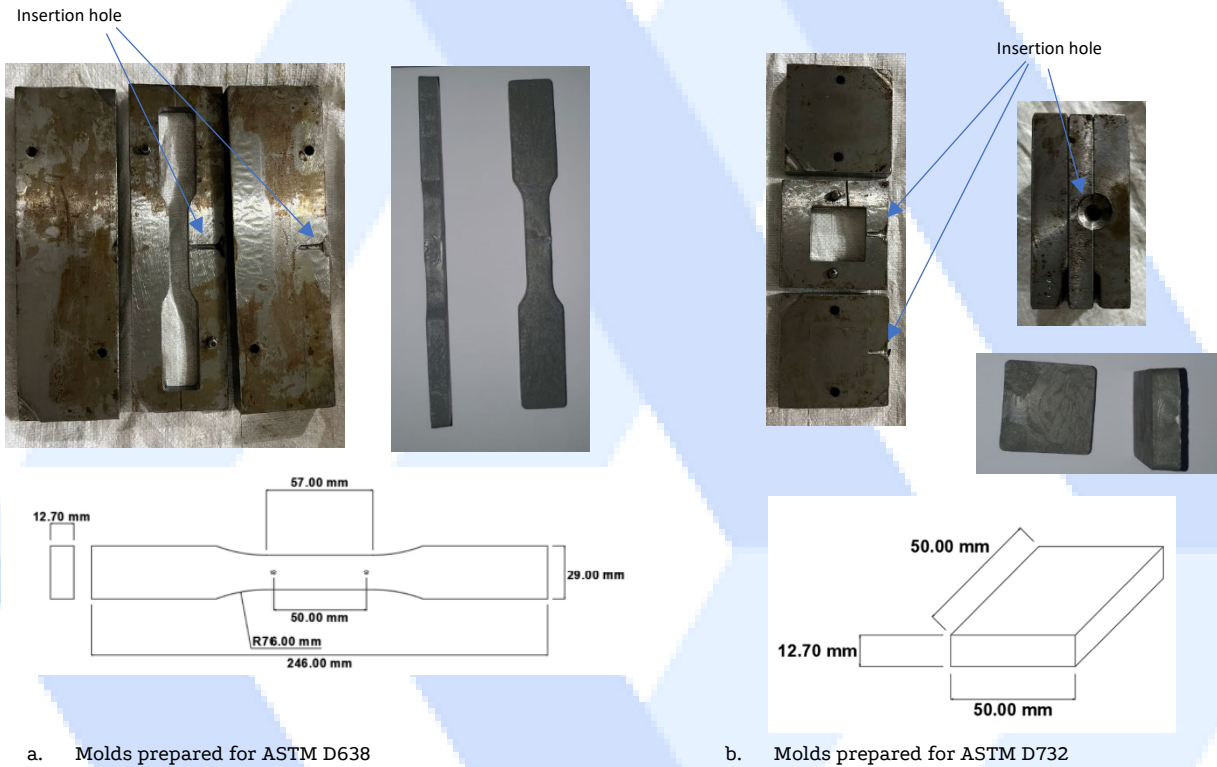 Insertion hole
Insertion hole
57.00 mm
12.70 mm
29.00 mm
50.00 mm
R76.00 mm
246.00 mm
50.00 mm
12.70 mm
50.00 mm
a. Molds prepared for ASTM D638
b. Molds prepared for ASTM D732